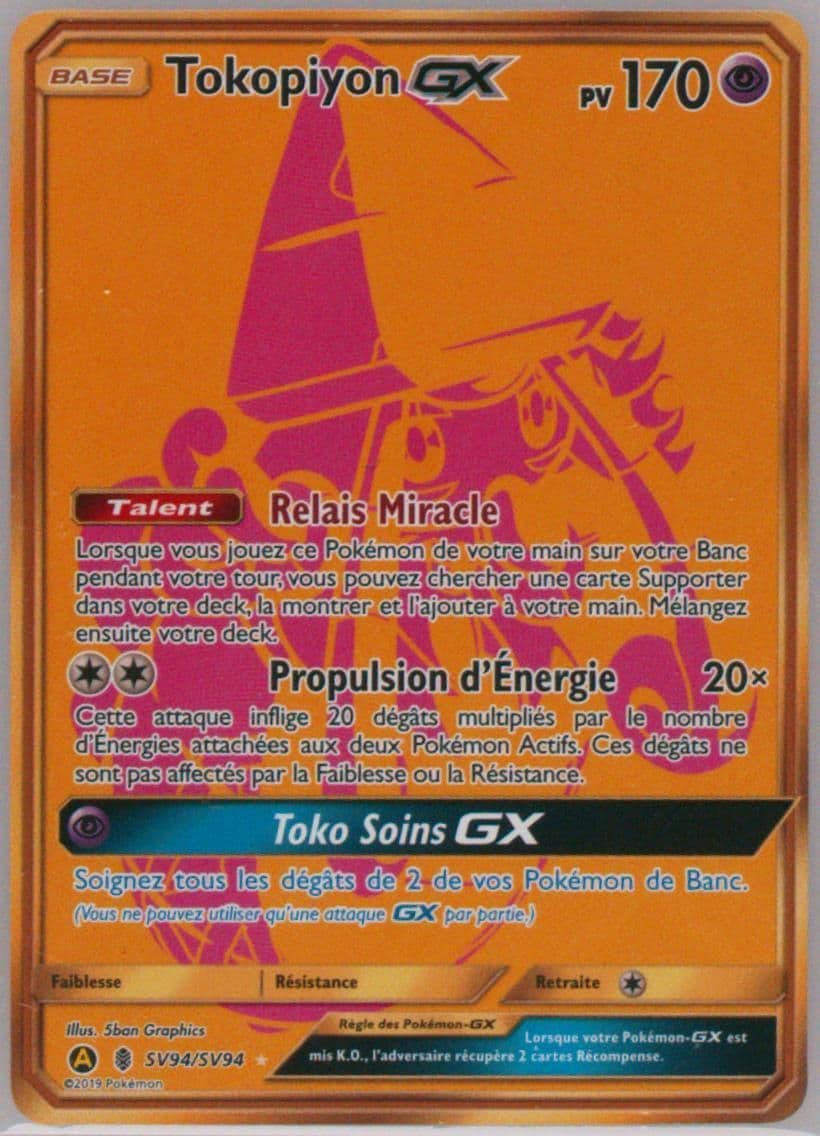 BASE Tokopiyon GX PV 170
Talent Relais Miracle
Lorsque vous jouez ce Pokémon de votre main sur votre Banc
pendant votre tour, vous pouvez chercher une carte Supporter
dans votre deck, la montrer et l'ajouter à votre main. Mélangez
ensuite votre deck.
Propulsion d'Énergie 20×
Cette attaque inflige 20 dégâts multipliés par le nombre
d'Énergies attachées aux deux Pokémon Actifs. Ces dégâts ne
sont pas affectés par la Faiblesse ou la Résistance.
Toko Soins GX
Soignez tous les dégâts de 2 de vos Pokémon de Banc.
(Vous ne pouvez utiliser qu'une attaque GX par partie.)
Faiblesse Résistance Retraite
Illus. 5ban Graphics
Règle des Pokémon-GX
Lorsque votre Pokémon-GX est
mis K.O., l'adversaire récupère 2 cartes Récompense.
A SV94/SV94
©2019 Pokémon